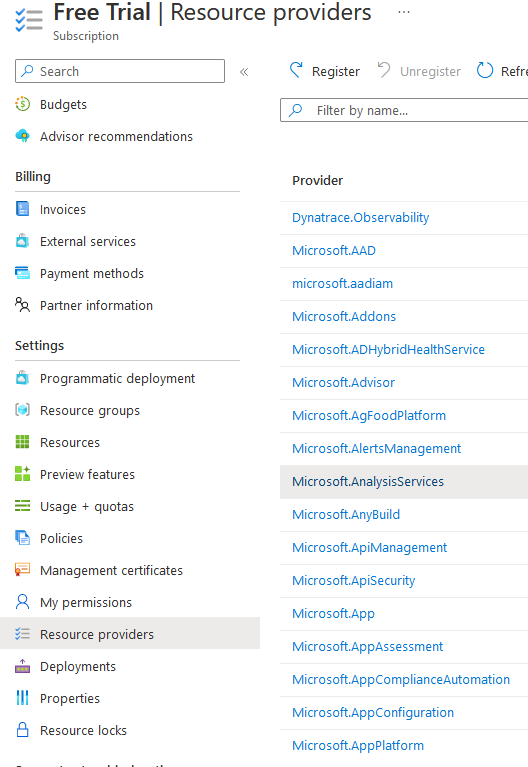 Free Trial | Resource providers ...
Subscription
Search
«
Budgets
Advisor recommendations
Billing
Invoices
External services
Payment methods
Partner information
Settings
Programmatic deployment
Resource groups
Resources
Preview features
Usage + quotas
Policies
Management certificates
My permissions
Resource providers
Deployments
Properties
Resource locks
Register Unregister Refre
Filter by name...
Provider
Dynatrace.Observability
Microsoft.AAD
microsoft.aadiam
Microsoft.Addons
Microsoft.ADHybridHealthService
Microsoft.Advisor
Microsoft.AgFoodPlatform
Microsoft.AlertsManagement
Microsoft.AnalysisServices
Microsoft.AnyBuild
Microsoft.ApiManagement
Microsoft.ApiSecurity
Microsoft.App
Microsoft.AppAssessment
Microsoft.AppComplianceAutomation
Microsoft.AppConfiguration
Microsoft.AppPlatform